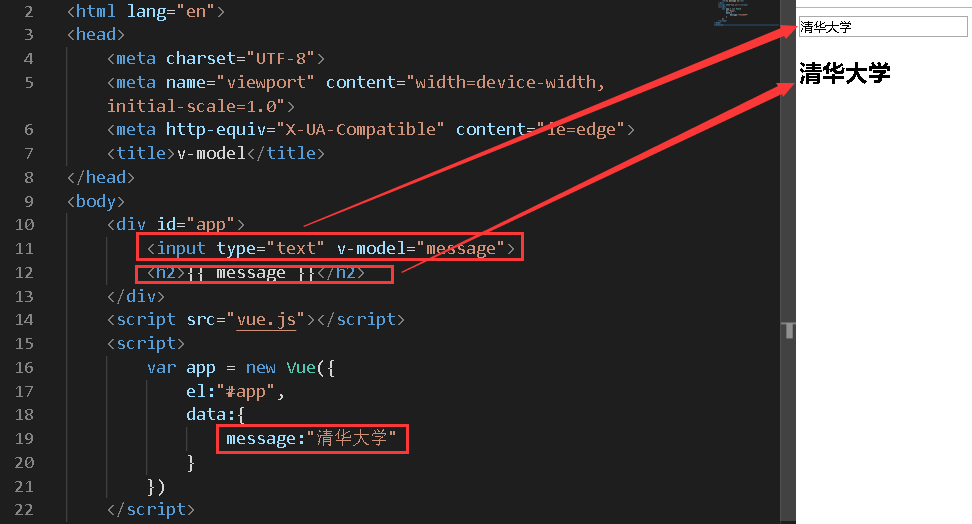 2 <html lang="en">
3 <head>
4 <meta charset="UTF-8">
5 <meta name="viewport" content="width=device-width,
initial-scale=1.0">
6 <meta http-equiv="X-UA-Compatible" content="ie=edge">
7 <title>v-model</title>
8 </head>
9 <body>
10 <div id="app">
11 <input type="text" v-model="message">
12 <h2>{{ message }}</h2>
13 </div>
14 <script src="vue.js"></script>
15 <script>
16 var app = new Vue({
17 el:"#app",
18 data:{
19 message:"清华大学"
20 }
21 })
22 </script>
清华大学
清华大学